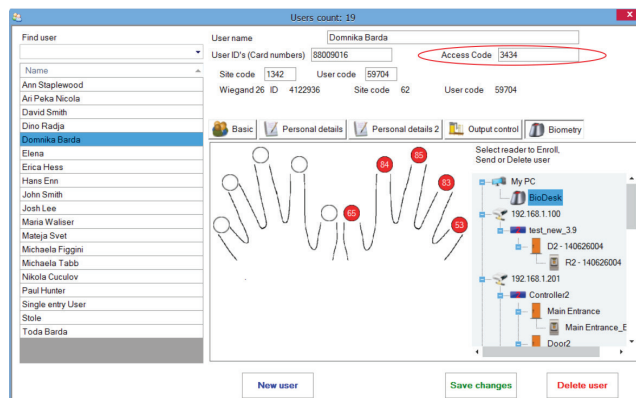 Users count: 19
x
Find user
Name
Ann Staplewood
Ari Peka Nicola
David Smith
Dino Radja
Domnika Barda
Elena
Erica Hess
Hans Enn
John Smith
Josh Lee
Maria Waliser
Mateja Svet
Michaela Figgini
Michaela Tabb
Nikola Cuculov
Paul Hunter
Single entry User
Stole
Toda Barda
User name Domnika Barda
User ID's (Card numbers) 88009016 Access Code 3434
Site code 1342 User code 59704
Wiegand 26 ID 4122936 Site code 62 User code 59704
Basic Personal details Personal details 2 Output control Biometry
85
84
83
65
53
Select reader to Enroll,
Send or Delete user
My PC
BioDesk
192.168.1.100
test_new_3.9
D2 - 140626004
R2 - 140626004
192.168.1.201
Controller2
Main Entrance
Main Entrance_E
Door2
New user Save changes Delete user